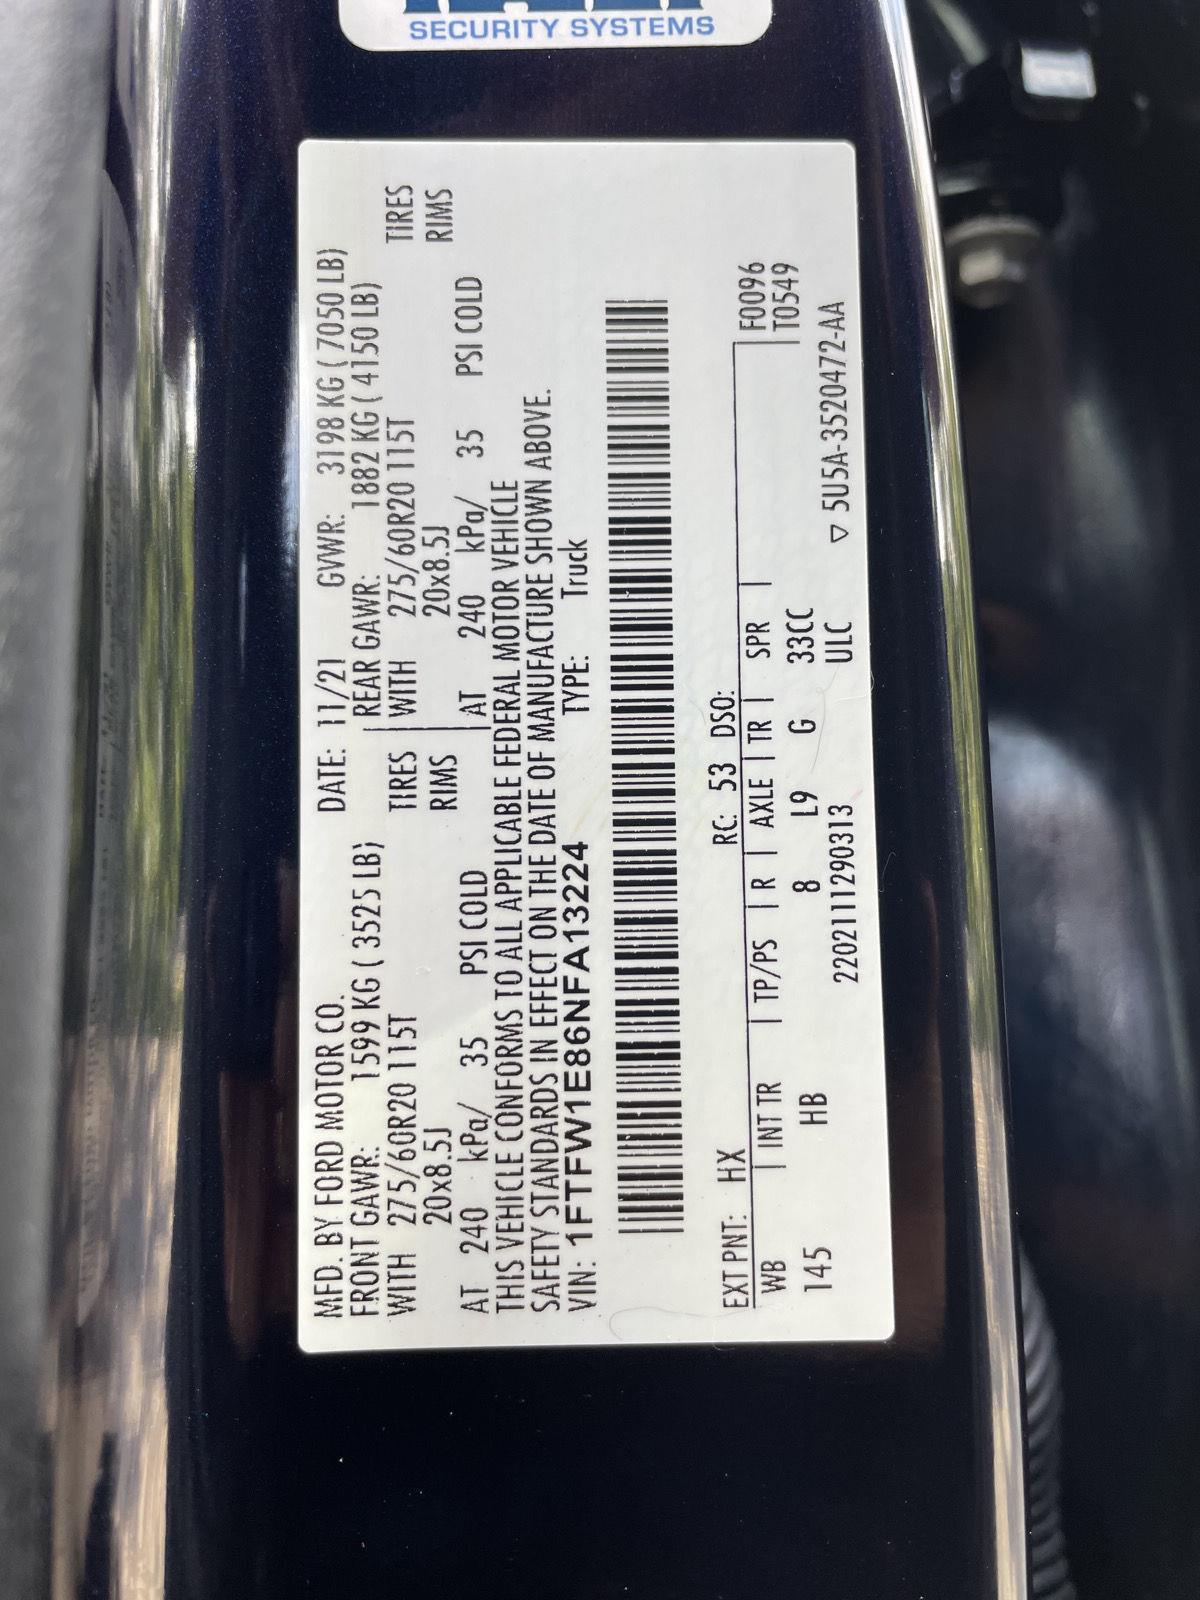 SECURITY SYSTEMS
MFD. BY FORD MOTOR CO. DATE: 11/21 GVWR: 3198 KG ( 7050 LB)
FRONT GAWR: 1599 KG ( 3525 LB) REAR GAWR: 1882 KG ( 4150 LB)
WITH 275/60R20 115T TIRES WITH 275/60R20 115T TIRES
20x8.5J RIMS 20x8.5J RIMS
AT 240 kPa/ 35 PSI COLD AT 240 kPa/ 35 PSI COLD
THIS VEHICLE CONFORMS TO ALL APPLICABLE FEDERAL MOTOR VEHICLE
SAFETY STANDARDS IN EFFECT ON THE DATE OF MANUFACTURE SHOWN ABOVE.
VIN: 1FTFW1E86NFA13224 TYPE: Truck
EXT PNT: HX RC: 53 DSO: F0096
WB INT TR TP/PS R AXLE TR SPR T0549
145 HB 8 L9 G 33CC
22021111290313 ULC ▽ 5U5A-3520472-AA